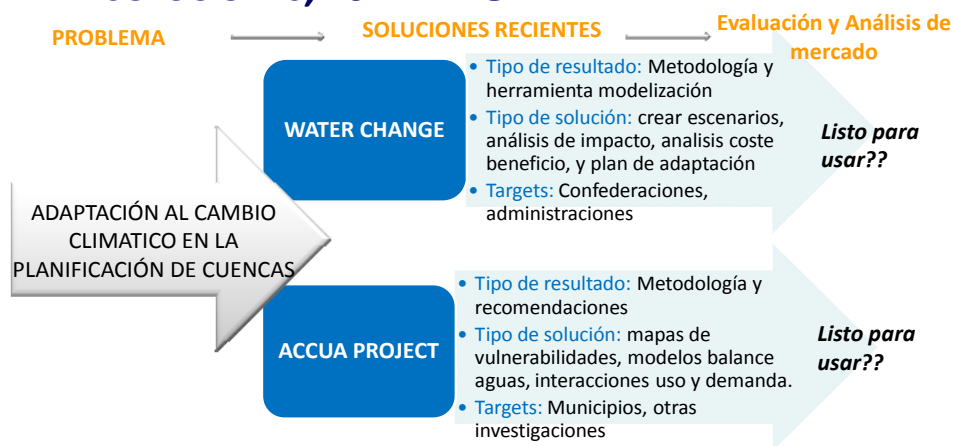 PROBLEMA
SOLUCIONES RECIENTES
Evaluación y Análisis de
mercado
WATER CHANGE
• Tipo de resultado: Metodología y
herramienta modelización
• Tipo de solución: crear escenarios,
análisis de impacto, analisis coste
beneficio, y plan de adaptación
• Targets: Confederaciones,
administraciones
Listo para
usar??
ADAPTACIÓN AL CAMBIO
CLIMATICO EN LA
PLANIFICACIÓN DE CUENCAS
ACCUA PROJECT
• Tipo de resultado: Metodología y
recomendaciones
• Tipo de solución: mapas de
vulnerabilidades, modelos balance
aguas, interacciones uso y demanda.
• Targets: Municipios, otras
investigaciones
Listo para
usar??